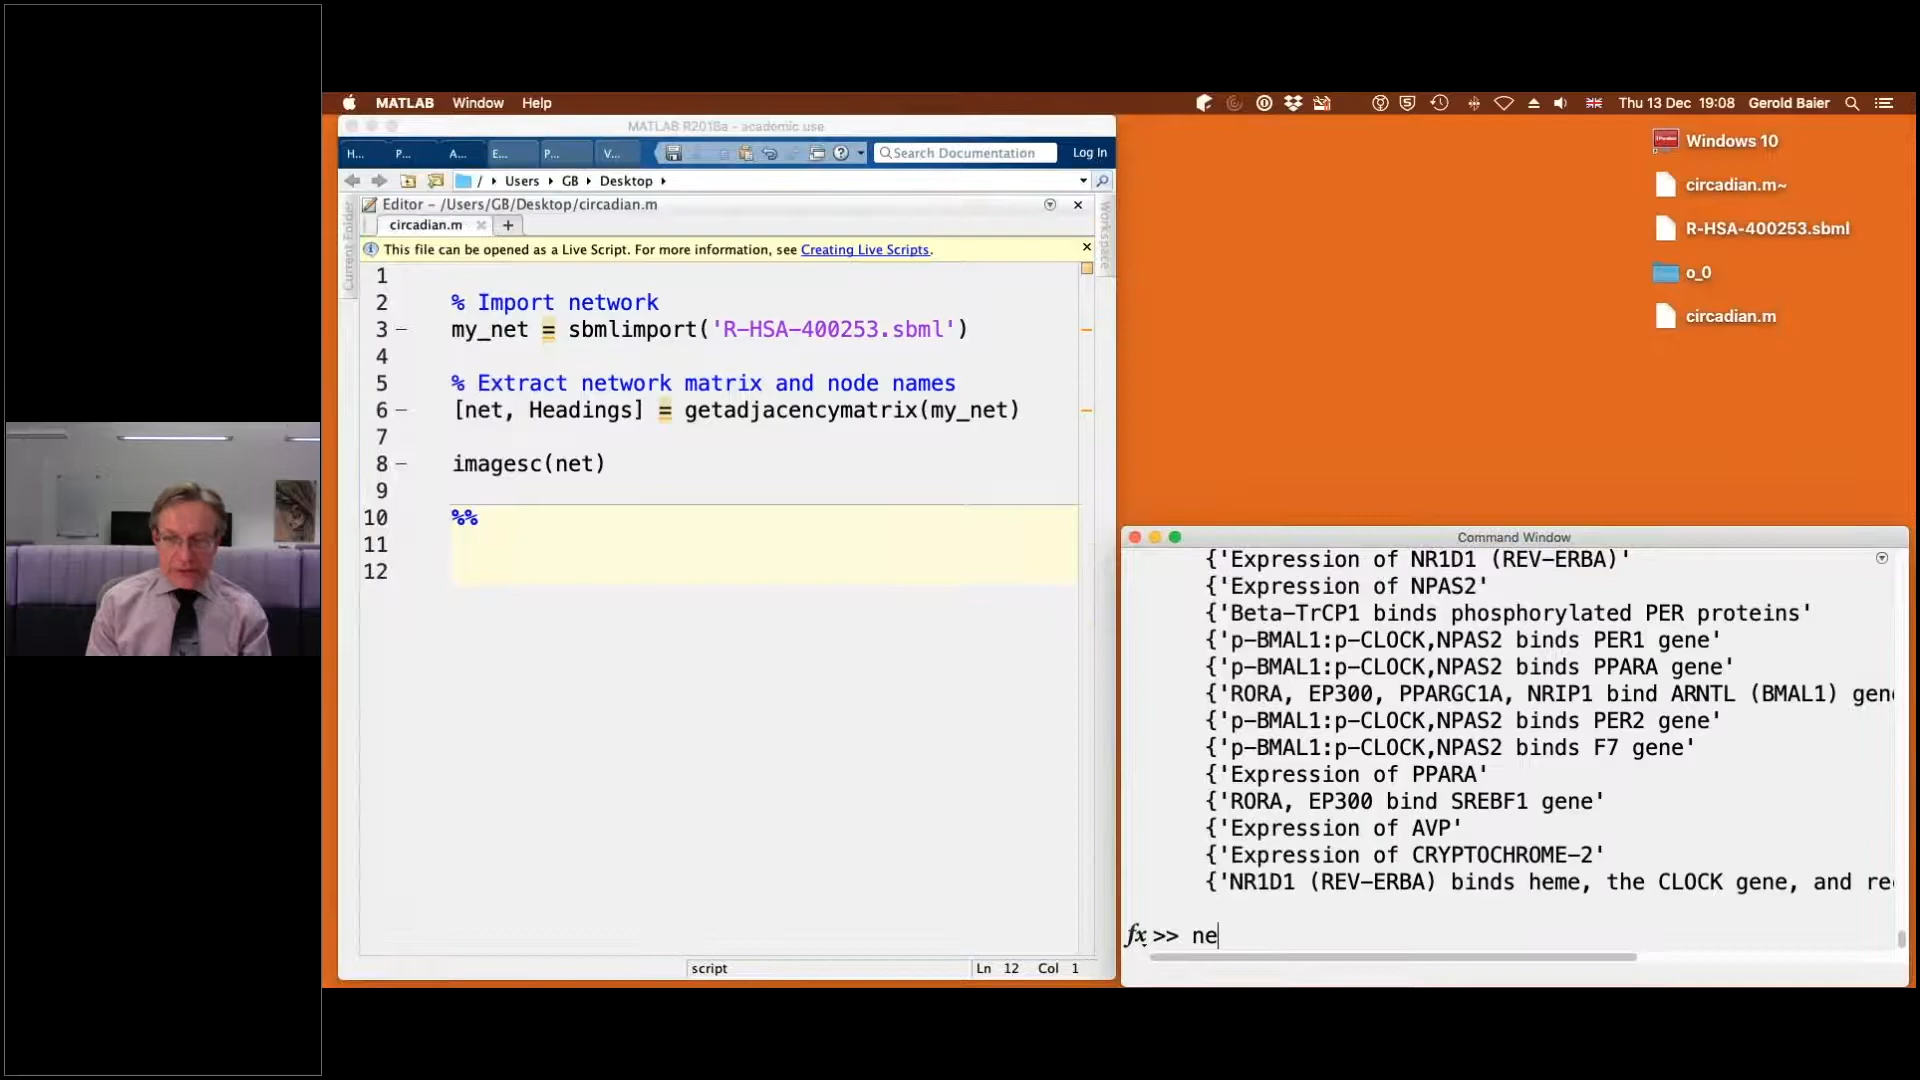 MATLAB Window Help
Thu 13 Dec 19:08 Gerold Baier
MATLAB R2018a - academic use
H... P... A... E... P... V...
Search Documentation
Log In
/ Users GB Desktop
Editor - /Users/GB/Desktop/circadian.m
circadian.m
This file can be opened as a Live Script. For more information, see Creating Live Scripts.
Current Folder
Workspace
1
2 % Import network
3 my_net = sbmlimport('R-HSA-400253.sbml')
4
5 % Extract network matrix and node names
6 [net, Headings] = getadjacencymatrix(my_net)
7
8 imagesc(net)
9
10 %%
11
12
script
Ln 12 Col 1
Windows 10
circadian.m~
R-HSA-400253.sbml
o_0
circadian.m
Command Window
{'Expression of NR1D1 (REV-ERBA)'
{'Expression of NPAS2'
{'Beta-TrCP1 binds phosphorylated PER proteins'
{'p-BMAL1:p-CLOCK,NPAS2 binds PER1 gene'
{'p-BMAL1:p-CLOCK,NPAS2 binds PPARA gene'
{'RORA, EP300, PPARGC1A, NRIP1 bind ARNTL (BMAL1) gen
{'p-BMAL1:p-CLOCK,NPAS2 binds PER2 gene'
{'p-BMAL1:p-CLOCK,NPAS2 binds F7 gene'
{'Expression of PPARA'
{'RORA, EP300 bind SREBF1 gene'
{'Expression of AVP'
{'Expression of CRYPTOCHROME-2'
{'NR1D1 (REV-ERBA) binds heme, the CLOCK gene, and re
fx >> ne